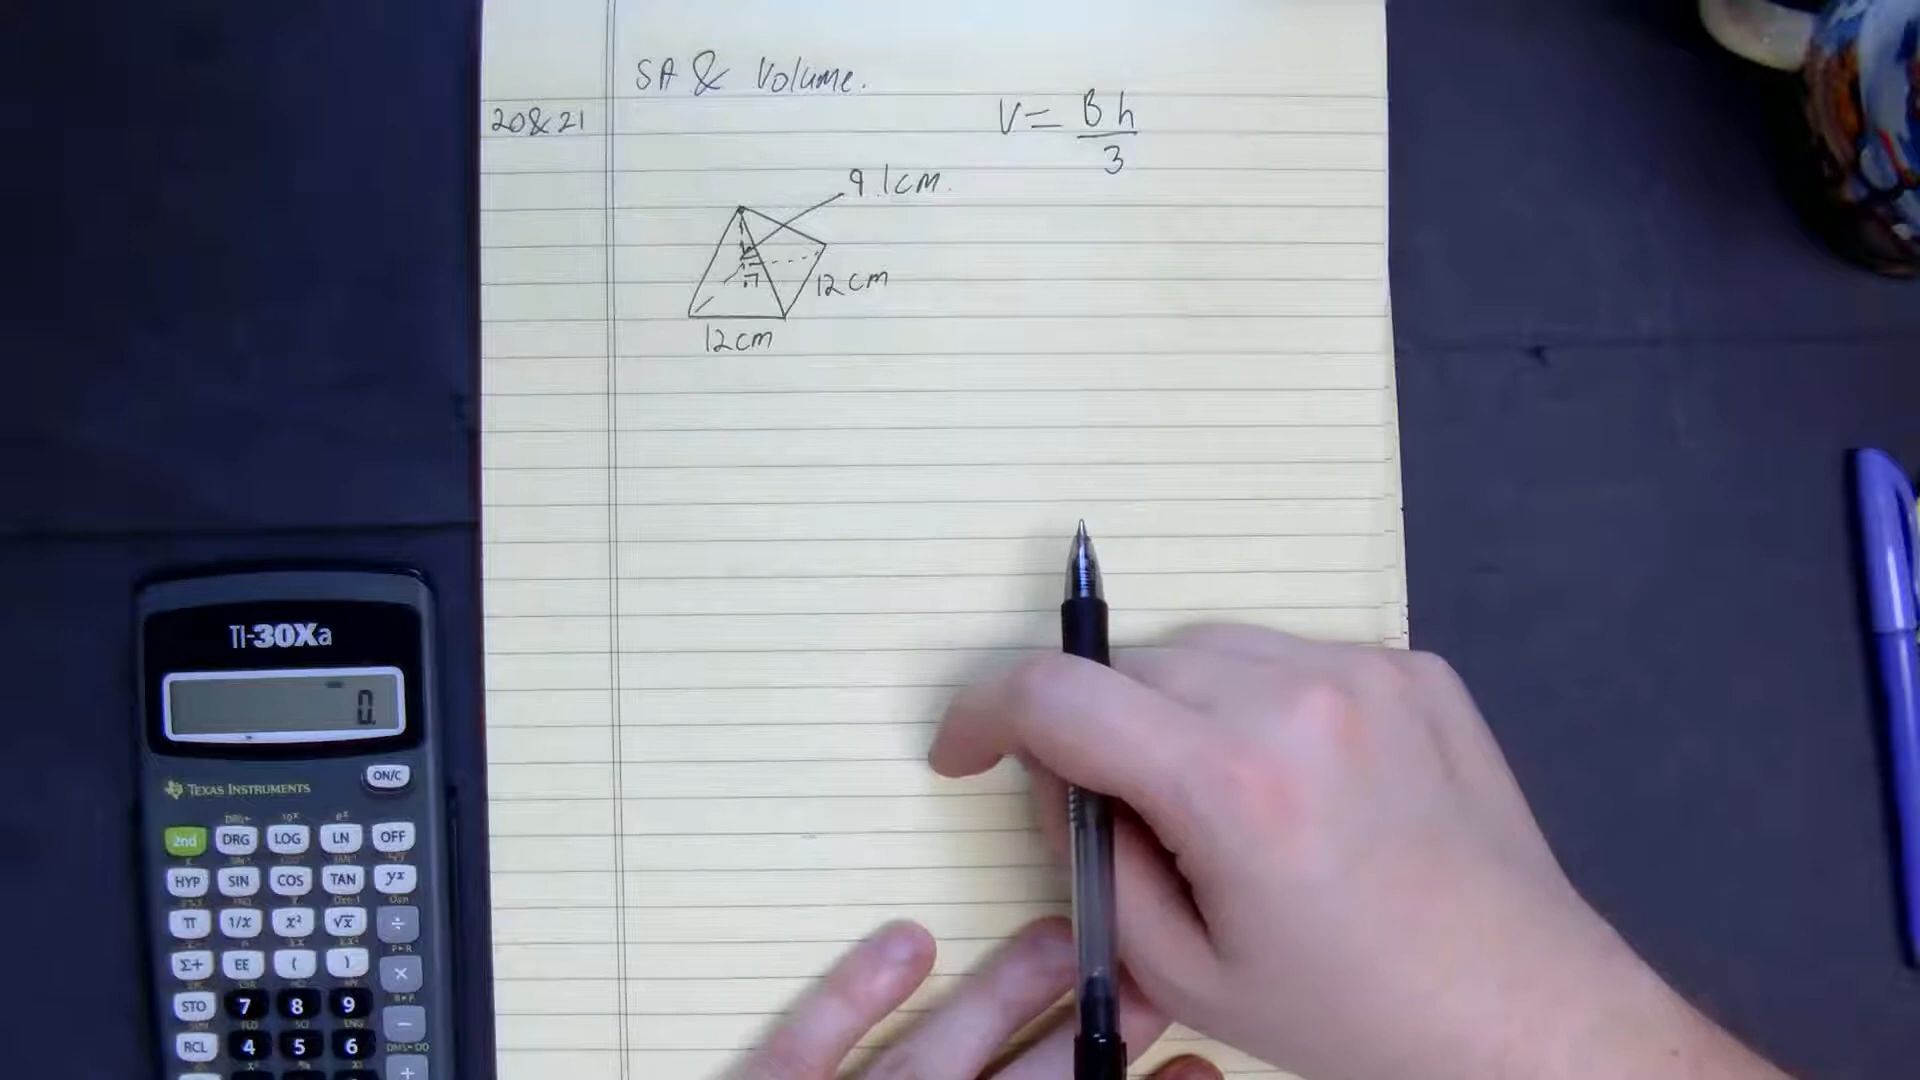 SA & Volume.
20&21
V = B h
3
9.1cm.
12cm
12cm
TI-30Xa
0.
TEXAS INSTRUMENTS
ON/C
2nd DRG LOG LN OFF
HYP SIN COS TAN yx
π 1/x x² √x ÷
Σ+ EE ( ) ×
STO 7 8 9 −
RCL 4 5 6 +